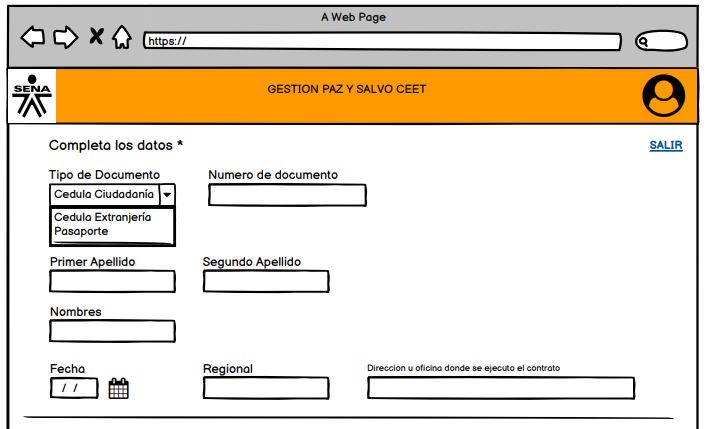 A Web Page
https://
SENA
GESTION PAZ Y SALVO CEET
Completa los datos *
SALIR
Tipo de Documento
Numero de documento
Cedula Ciudadanía
Cedula Extranjería
Pasaporte
Primer Apellido
Segundo Apellido
Nombres
Fecha
Regional
Direccion u oficina donde se ejecuto el contrato
/ /